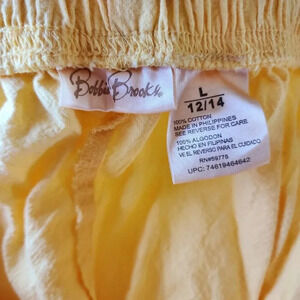 Bobbie Brooks
L
12/14
100% COTTON
MADE IN PHILIPPINES
SEE REVERSE FOR CARE
100% ALGODON
HECHO EN FILIPINAS
VE EL REVERSO PARA EL CUIDADO
RN#59775
UPC: 74619464642